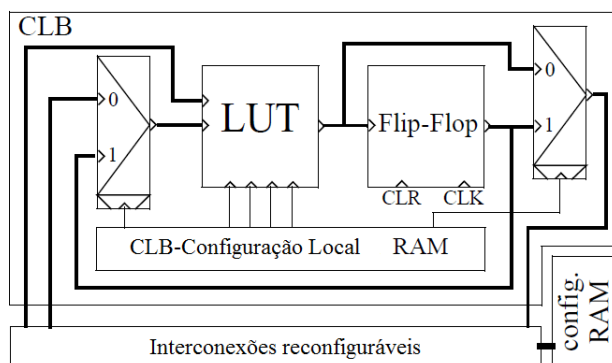 CLB
0
1
LUT
Flip-Flop
CLR
CLK
0
1
CLB-Configuração Local
RAM
config.
RAM
Interconexões reconfiguráveis